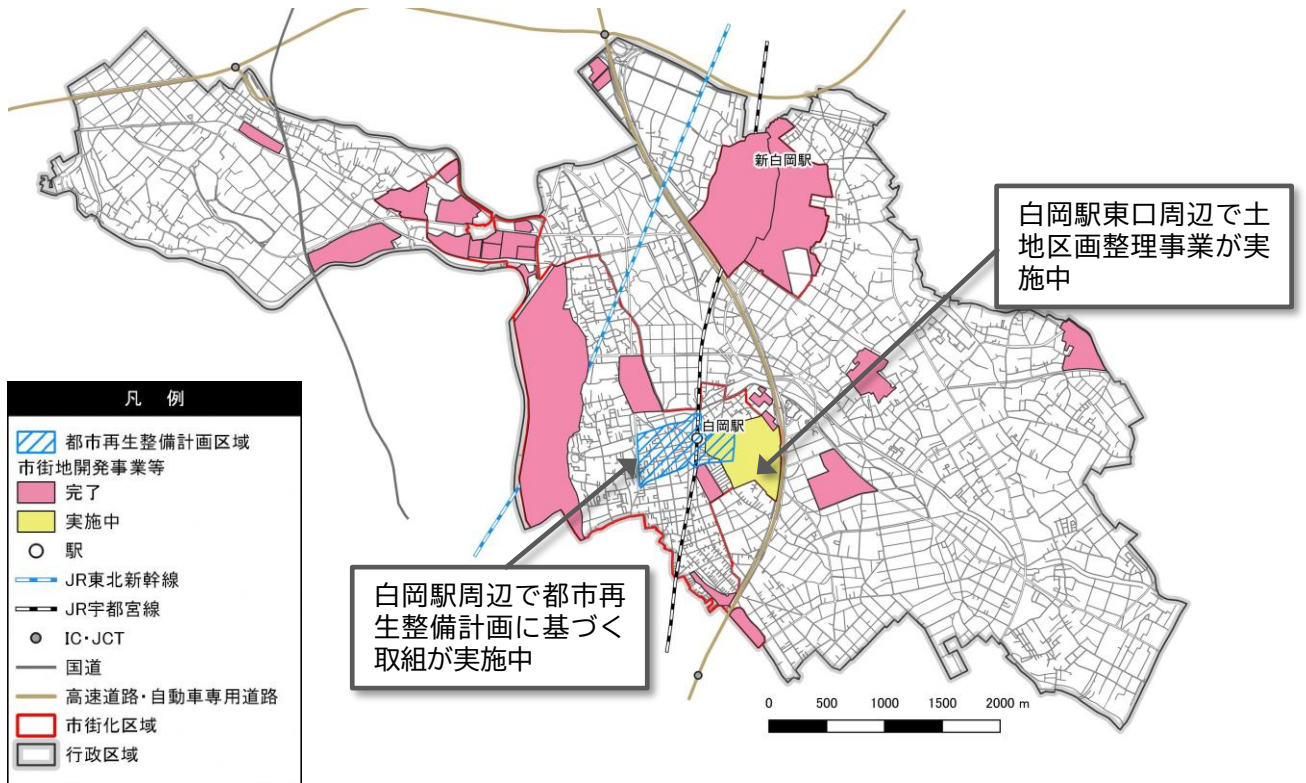 新白岡駅
白岡駅東口周辺で土
地区画整理事業が実
施中
白岡駅
白岡駅周辺で都市再
生整備計画に基づく
取組が実施中
凡 例
都市再生整備計画区域
市街地開発事業等
完了
実施中
駅
JR東北新幹線
JR宇都宮線
IC・JCT
国道
高速道路・自動車専用道路
市街化区域
行政区域
0 500 1000 1500 2000 m